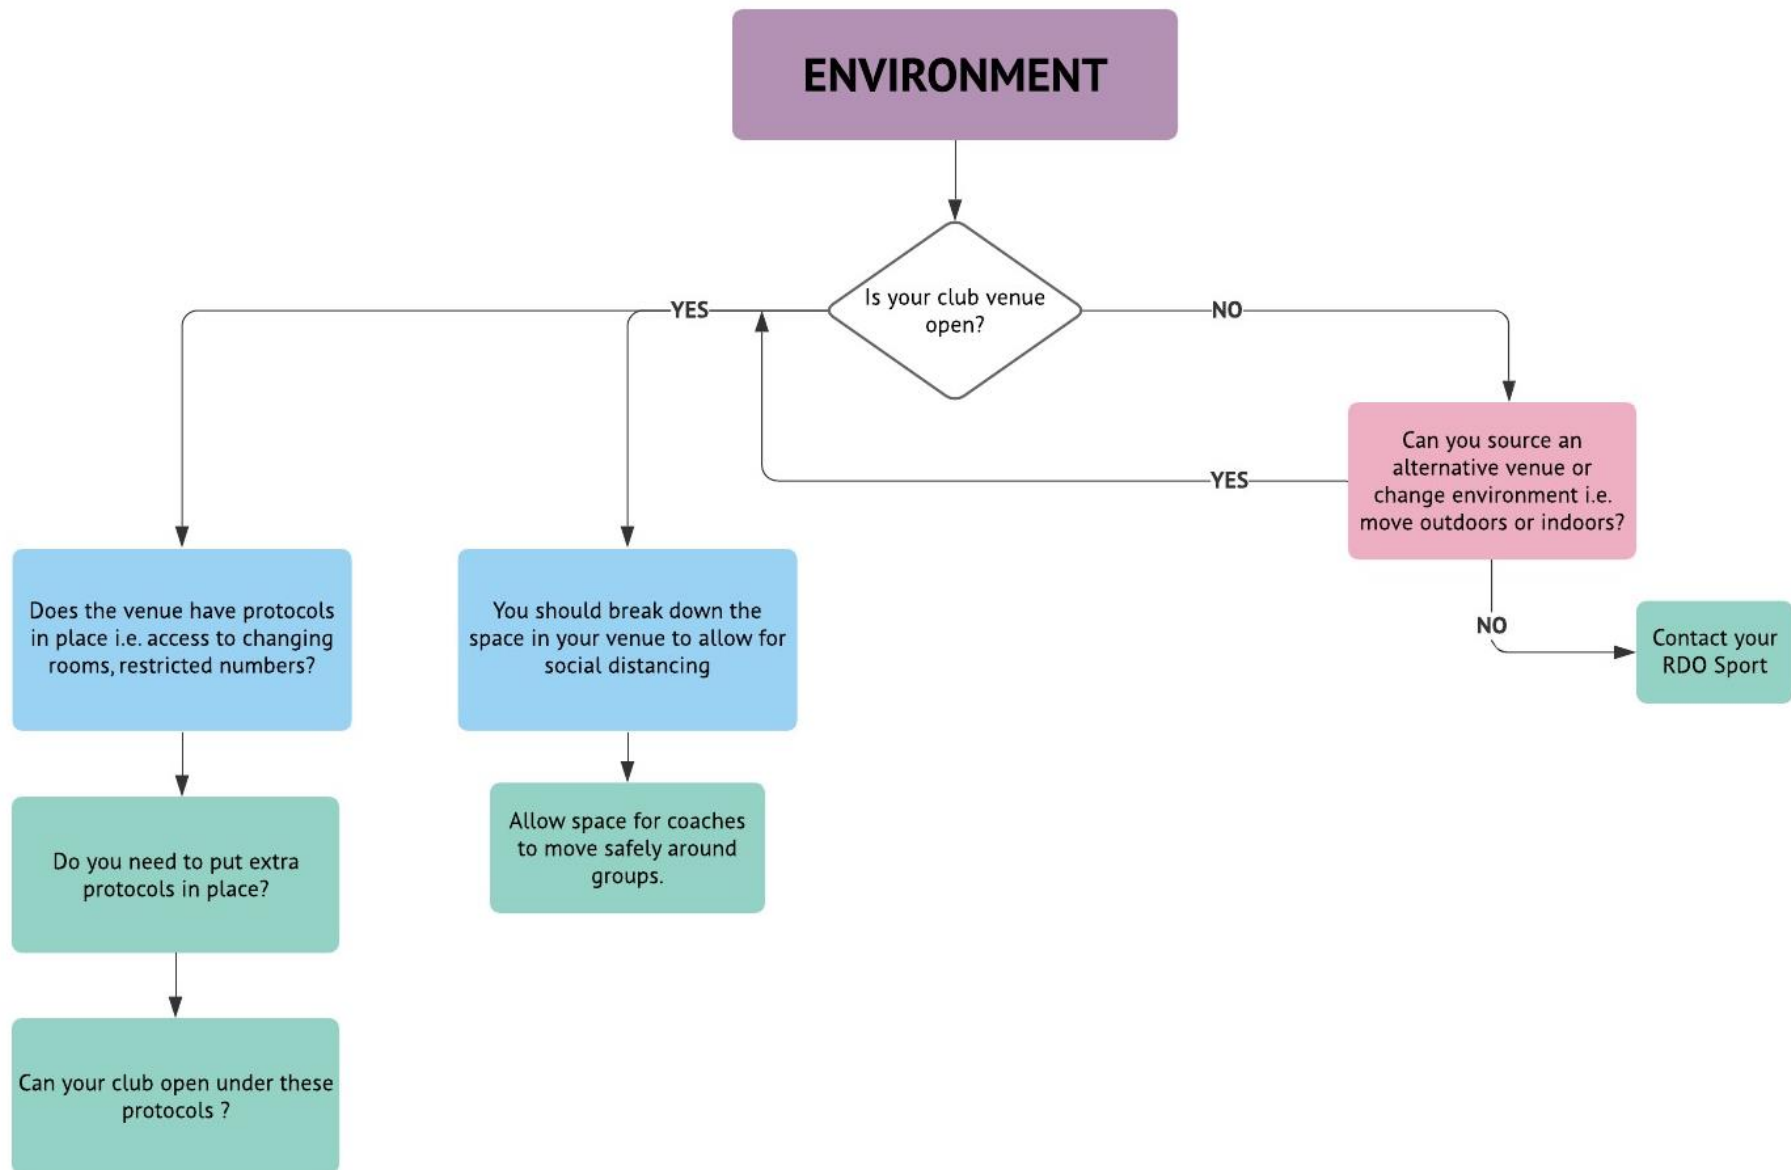 ENVIRONMENT
Is your club venue
open?
YES
NO
Can you source an
alternative venue or
change environment i.e.
move outdoors or indoors?
YES
NO
Contact your
RDO Sport
Does the venue have protocols
in place i.e. access to changing
rooms, restricted numbers?
You should break down the
space in your venue to allow for
social distancing
Do you need to put extra
protocols in place?
Allow space for coaches
to move safely around
groups.
Can your club open under these
protocols ?